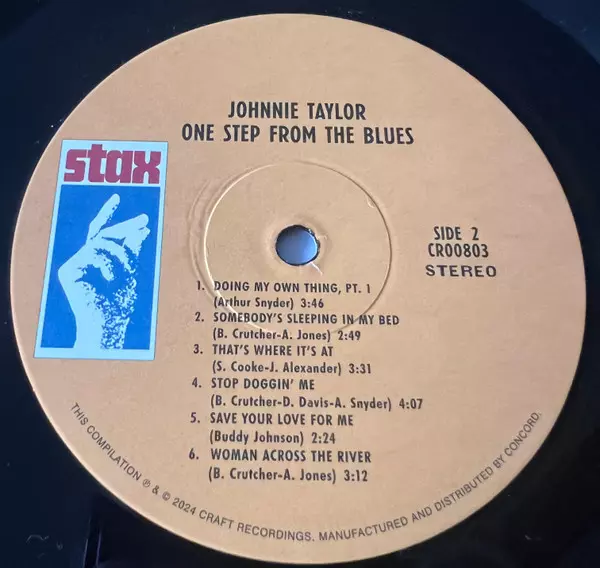 JOHNNIE TAYLOR
ONE STEP FROM THE BLUES
stax
SIDE 2
CR00803
STEREO
1. DOING MY OWN THING, PT. 1
(Arthur Snyder) 3:46
2. SOMEBODY'S SLEEPING IN MY BED
(B. Crutcher-A. Jones) 2:49
3. THAT'S WHERE IT'S AT
(S. Cooke-J. Alexander) 3:31
4. STOP DOGGIN' ME
(B. Crutcher-D. Davis-A. Snyder) 4:07
5. SAVE YOUR LOVE FOR ME
(Buddy Johnson) 2:24
6. WOMAN ACROSS THE RIVER
(B. Crutcher-A. Jones) 3:12
THIS COMPILATION ℗ & © 2024 CRAFT RECORDINGS. MANUFACTURED AND DISTRIBUTED BY CONCORD.